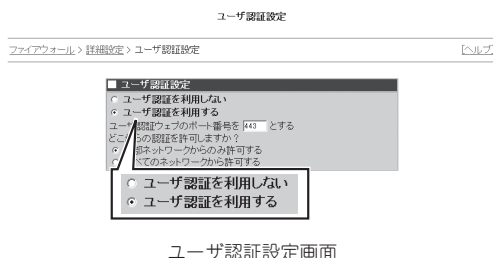 ユーザ認証設定
ファイアウォール > 詳細設定 > ユーザ認証設定 [ヘルプ]
■ ユーザ認証設定
ユーザ認証を利用しない
ユーザ認証を利用する
ユーザ認証ウェブのポート番号を 443 とする
らの認証を許可しますか？
ネットワークからのみ許可する
べてのネットワークから許可する
ユーザ認証を利用しない
ユーザ認証を利用する
ユーザ認証設定画面